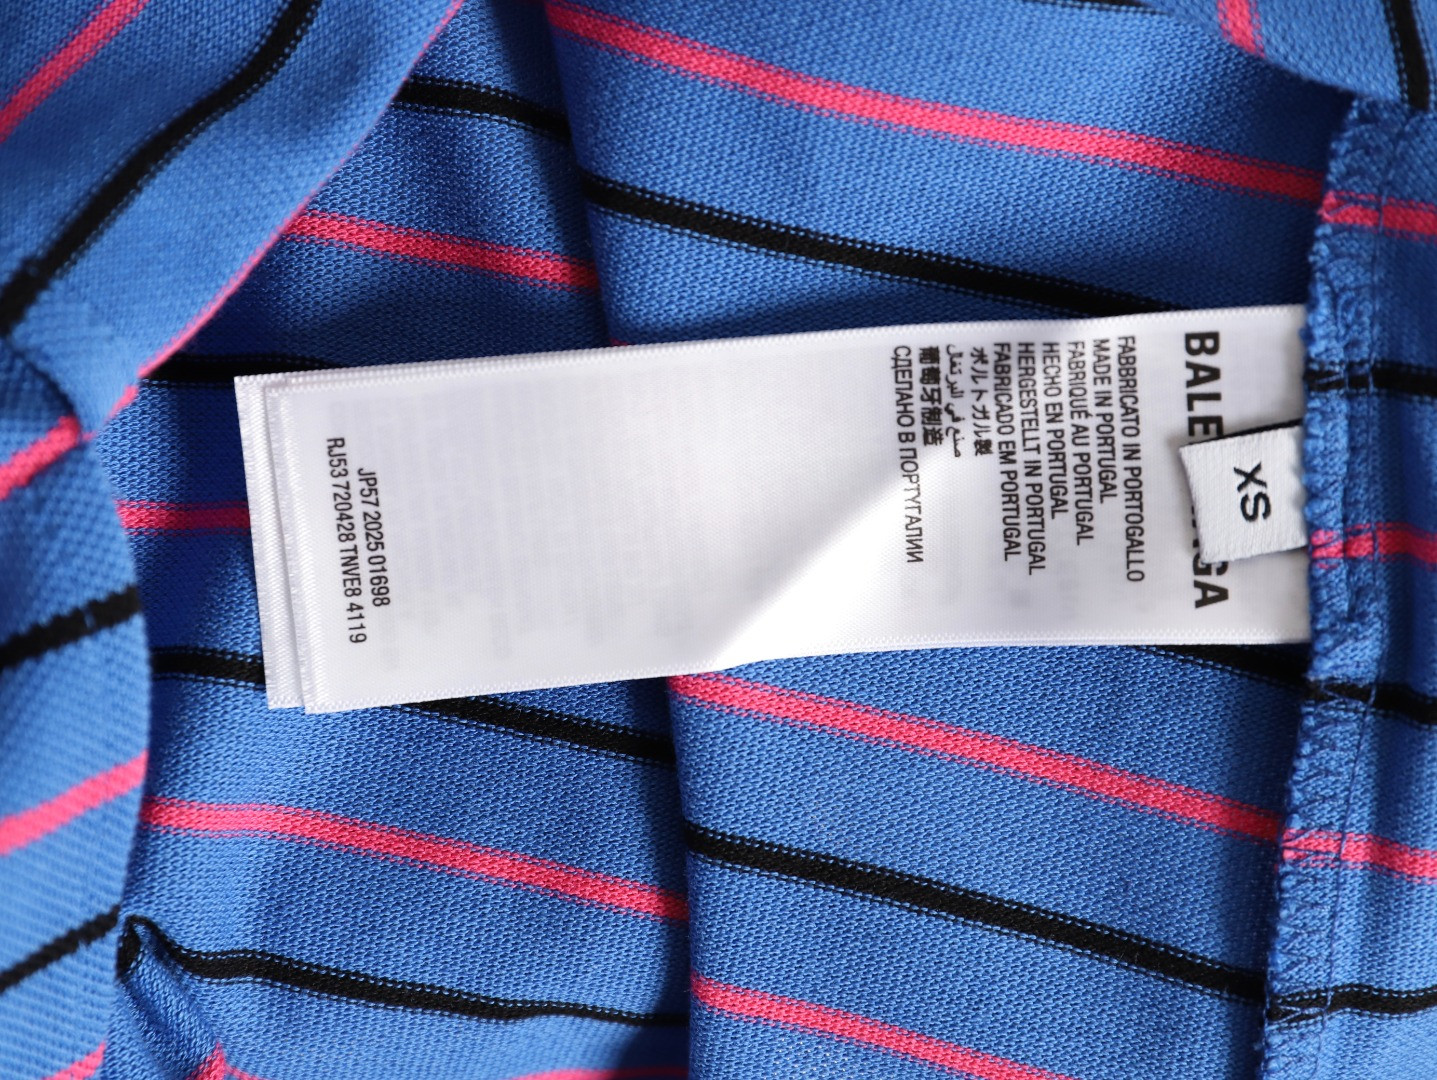 BALE
GA
XS
FABBRICATO IN PORTOGALLO
MADE IN PORTUGAL
FABRIQUÉ AU PORTUGAL
HECHO EN PORTUGAL
HERGESTELLT IN PORTUGAL
FABRICADO EM PORTUGAL
ポルトガル製
صنع في البرتغال
葡萄牙制造
СДЕЛАНО В ПОРТУГАЛИИ
JP57 2025 01698
RJ53 720428 TNVE8 4119